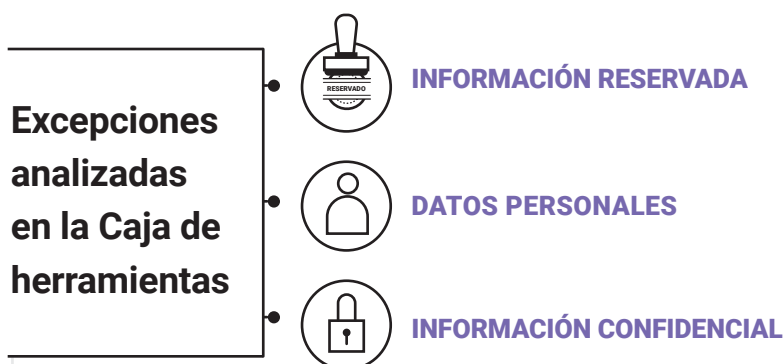 Excepciones
analizadas
en la Caja de
herramientas
RESERVADO
INFORMACIÓN RESERVADA
DATOS PERSONALES
INFORMACIÓN CONFIDENCIAL